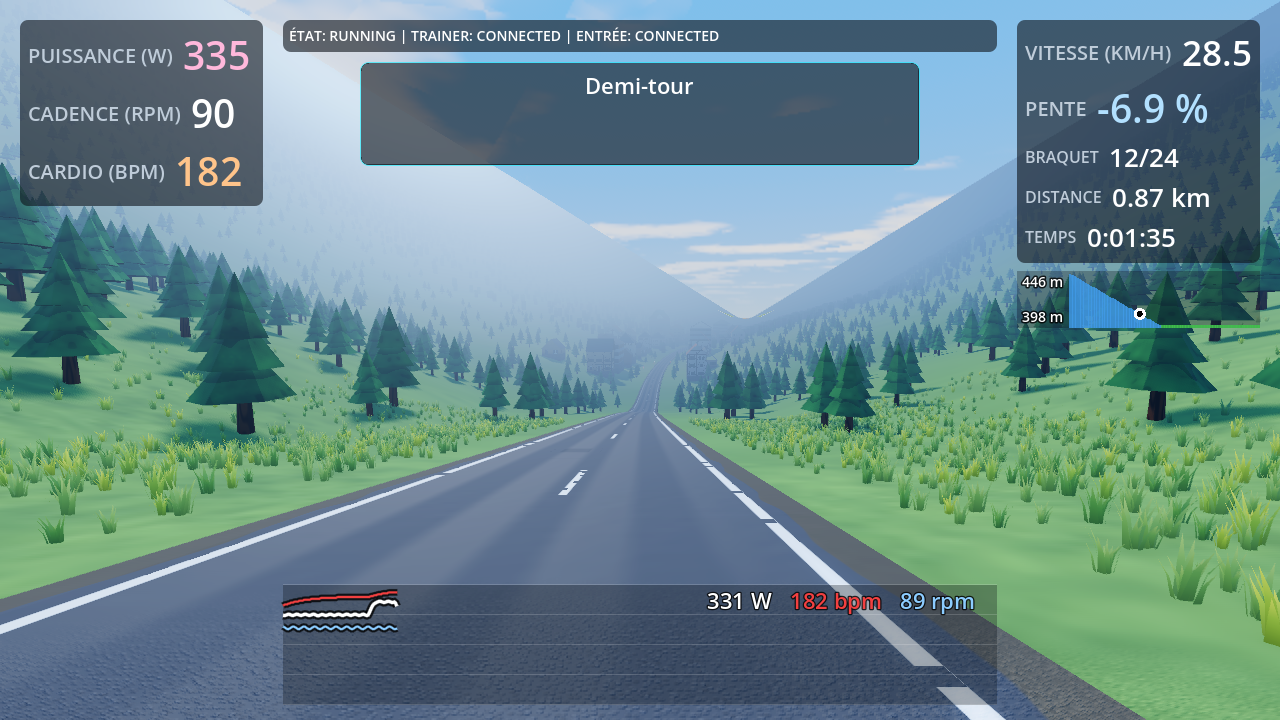 PUISSANCE (W) 335
CADENCE (RPM) 90
CARDIO (BPM) 182
ÉTAT: RUNNING | TRAINER: CONNECTED | ENTRÉE: CONNECTED
Demi-tour
VITESSE (KM/H) 28.5
PENTE -6.9 %
BRAQUET 12/24
DISTANCE 0.87 km
TEMPS 0:01:35
446 m
398 m
331 W 182 bpm 89 rpm